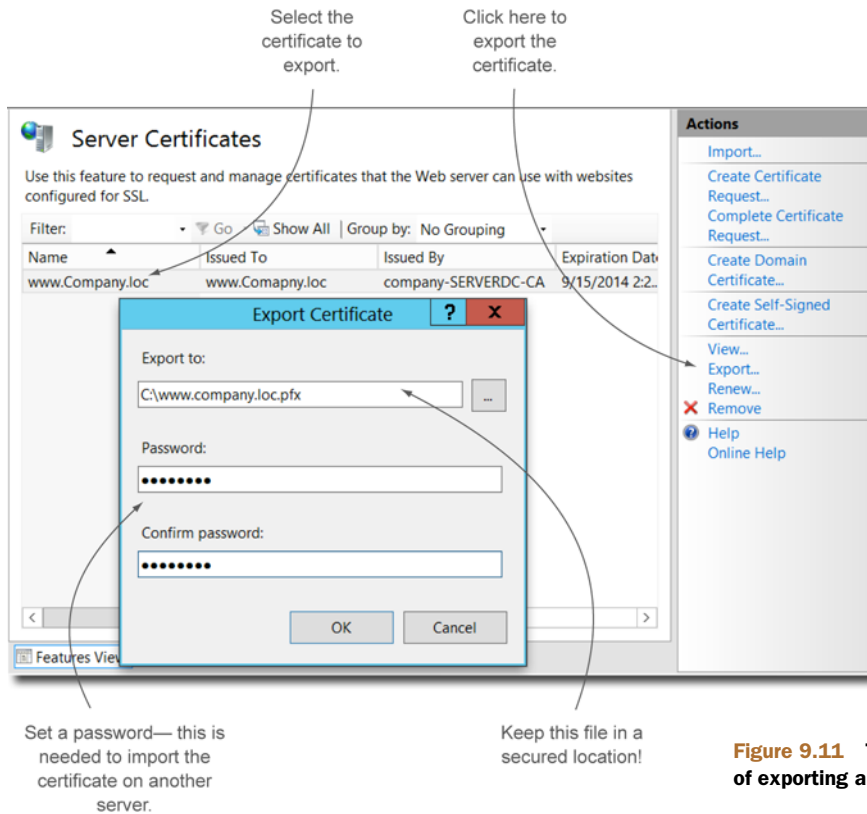 Select the
certificate to
export.
Click here to
export the
certificate.
Server Certificates
Use this feature to request and manage certificates that the Web server can use with websites
configured for SSL.
Filter: Go Show All Group by: No Grouping
Name Issued To Issued By Expiration Date
www.Company.loc www.Comapny.loc company-SERVERDC-CA 9/15/2014 2:2..
Export Certificate ? X
Export to:
C:\www.company.loc.pfx ...
Password:
Confirm password:
OK Cancel
Features View
Actions
Import...
Create Certificate
Request...
Complete Certificate
Request...
Create Domain
Certificate...
Create Self-Signed
Certificate...
View...
Export...
Renew...
Remove
Help
Online Help
Set a password— this is
needed to import the
certificate on another
server.
Keep this file in a
secured location!
Figure 9.11
of exporting a